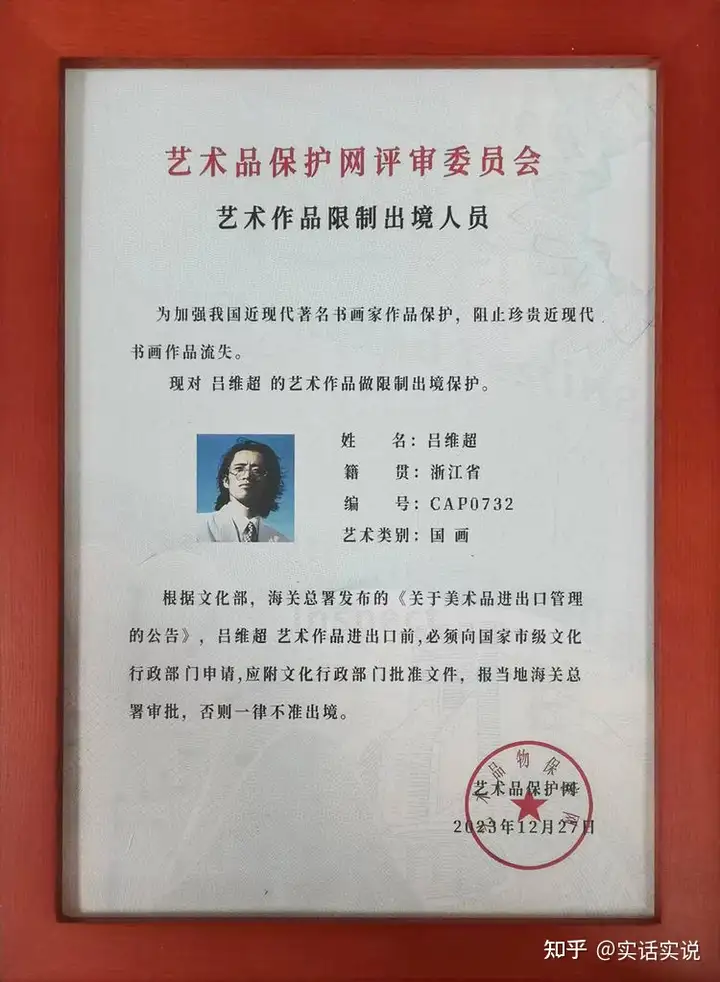 艺术品保护网评审委员会
艺术作品限制出境人员
为加强我国近现代著名书画家作品保护，阻止珍贵近现代
书画作品流失。
现对 吕维超 的艺术作品做限制出境保护。
姓 名：吕维超
籍 贯：浙江省
编 号：CAP0732
艺术类别：国 画
根据文化部，海关总署发布的《关于美术品进出口管理
的公告》，吕维超 艺术作品进出口前,必须向国家市级文化
行政部门申请,应附文化行政部门批准文件，报当地海关总
署审批，否则一律不准出境。
品物保
艺术品保护网
2023年12月27日
知乎 @实话实说